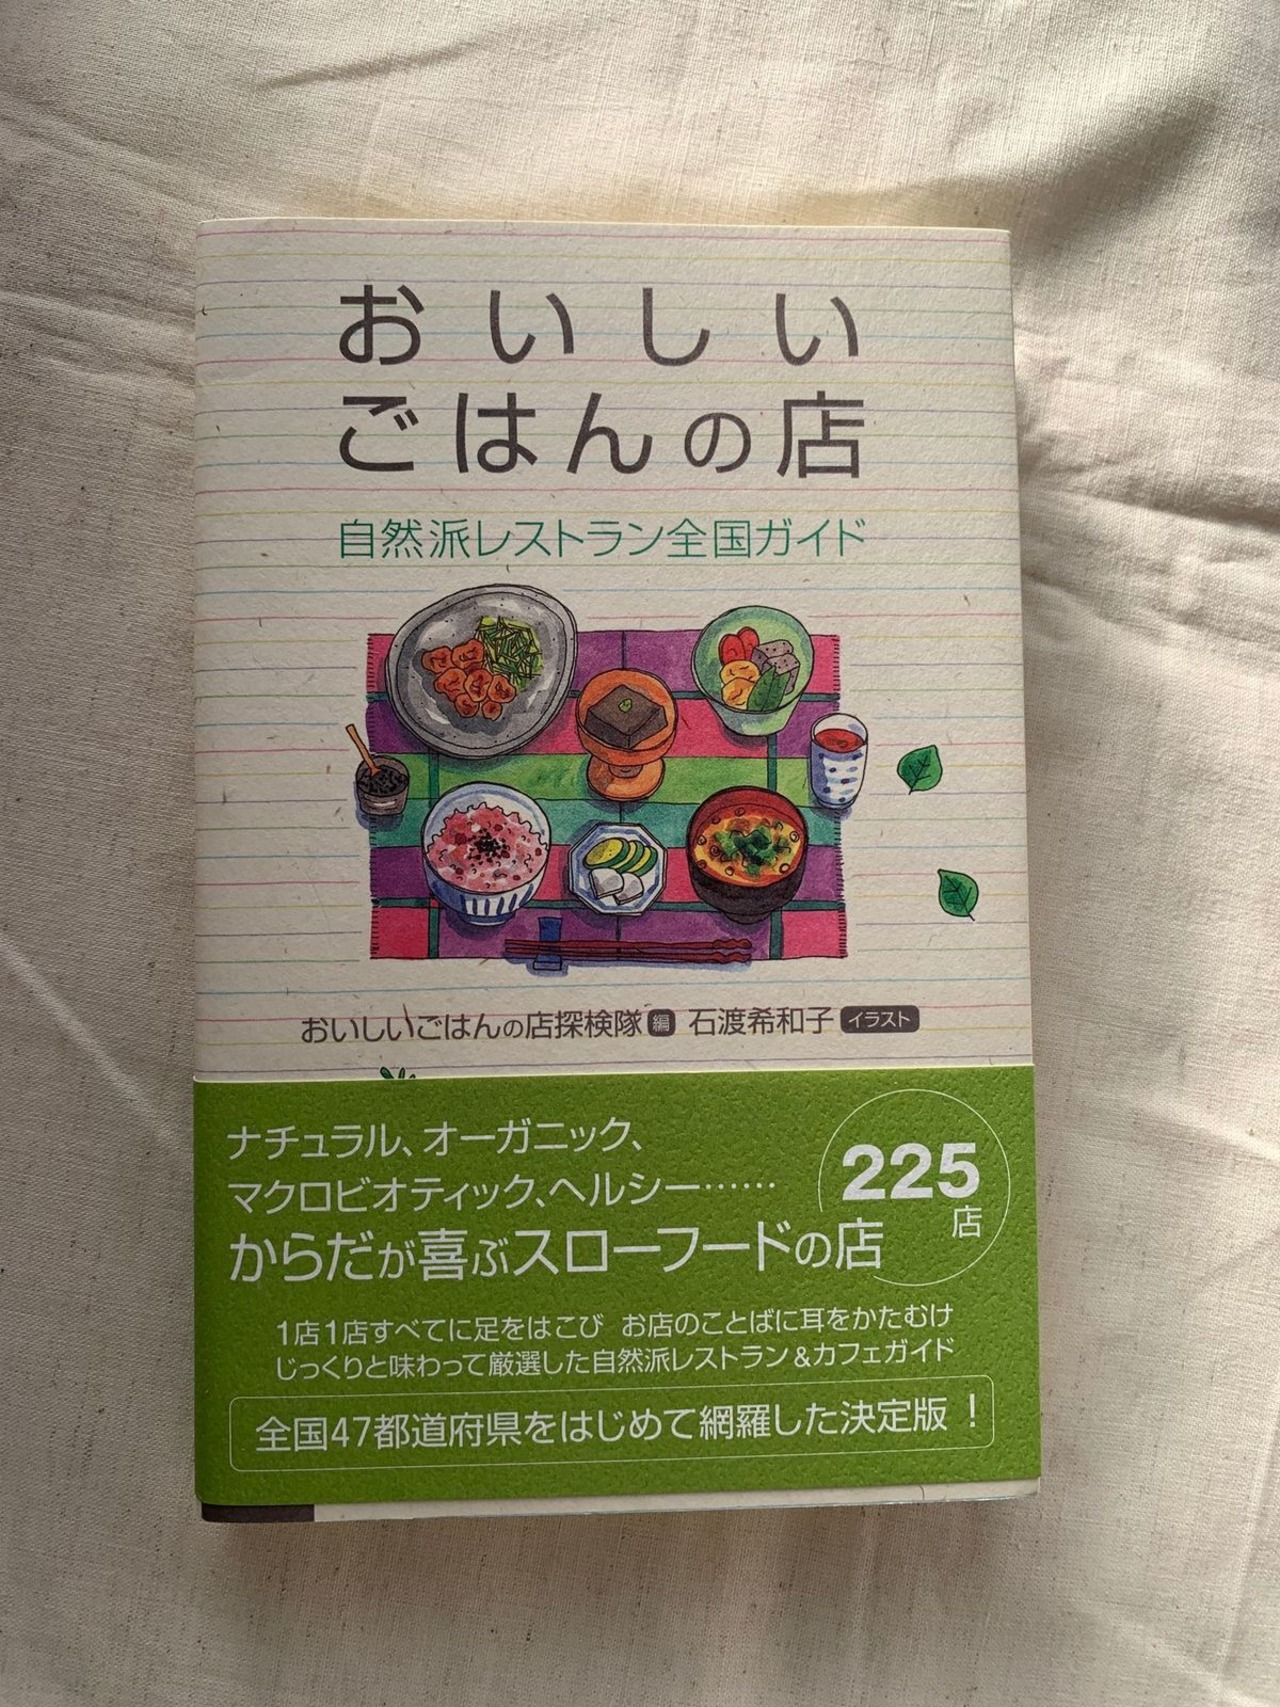 おいしい
ごはんの店
自然派レストラン全国ガイド
おいしいごはんの店探検隊 編 石渡希和子 イラスト
ナチュラル、オーガニック、
マクロビオティック、ヘルシー……
からだが喜ぶスローフードの店
225
店
1店1店すべてに足をはこび お店のことばに耳をかたむけ
じっくりと味わって厳選した自然派レストラン&カフェガイド
全国47都道府県をはじめて網羅した決定版!